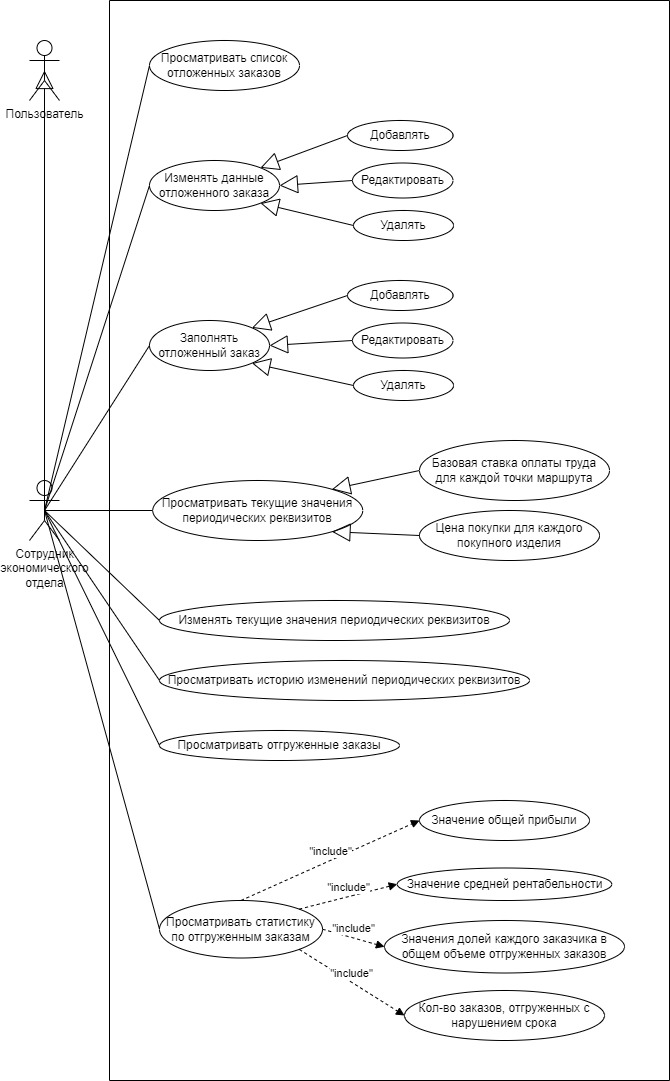 Пользователь
Просматривать список
отложенных заказов
Добавлять
Изменять данные
отложенного заказа
Редактировать
Удалять
Добавлять
Заполнять
отложенный заказ
Редактировать
Удалять
Базовая ставка оплаты труда
для каждой точки маршрута
Просматривать текущие значения
периодических реквизитов
Цена покупки для каждого
покупного изделия
Сотрудник
экономического
отдела
Изменять текущие значения периодических реквизитов
Просматривать историю изменений периодических реквизитов
Просматривать отгруженные заказы
Значение общей прибыли
"include"
Значение средней рентабельности
"include"
Просматривать статистику
по отгруженным заказам
"include"
Значения долей каждого заказчика в
общем объеме отгруженных заказов
"include"
Кол-во заказов, отгруженных с
нарушением срока